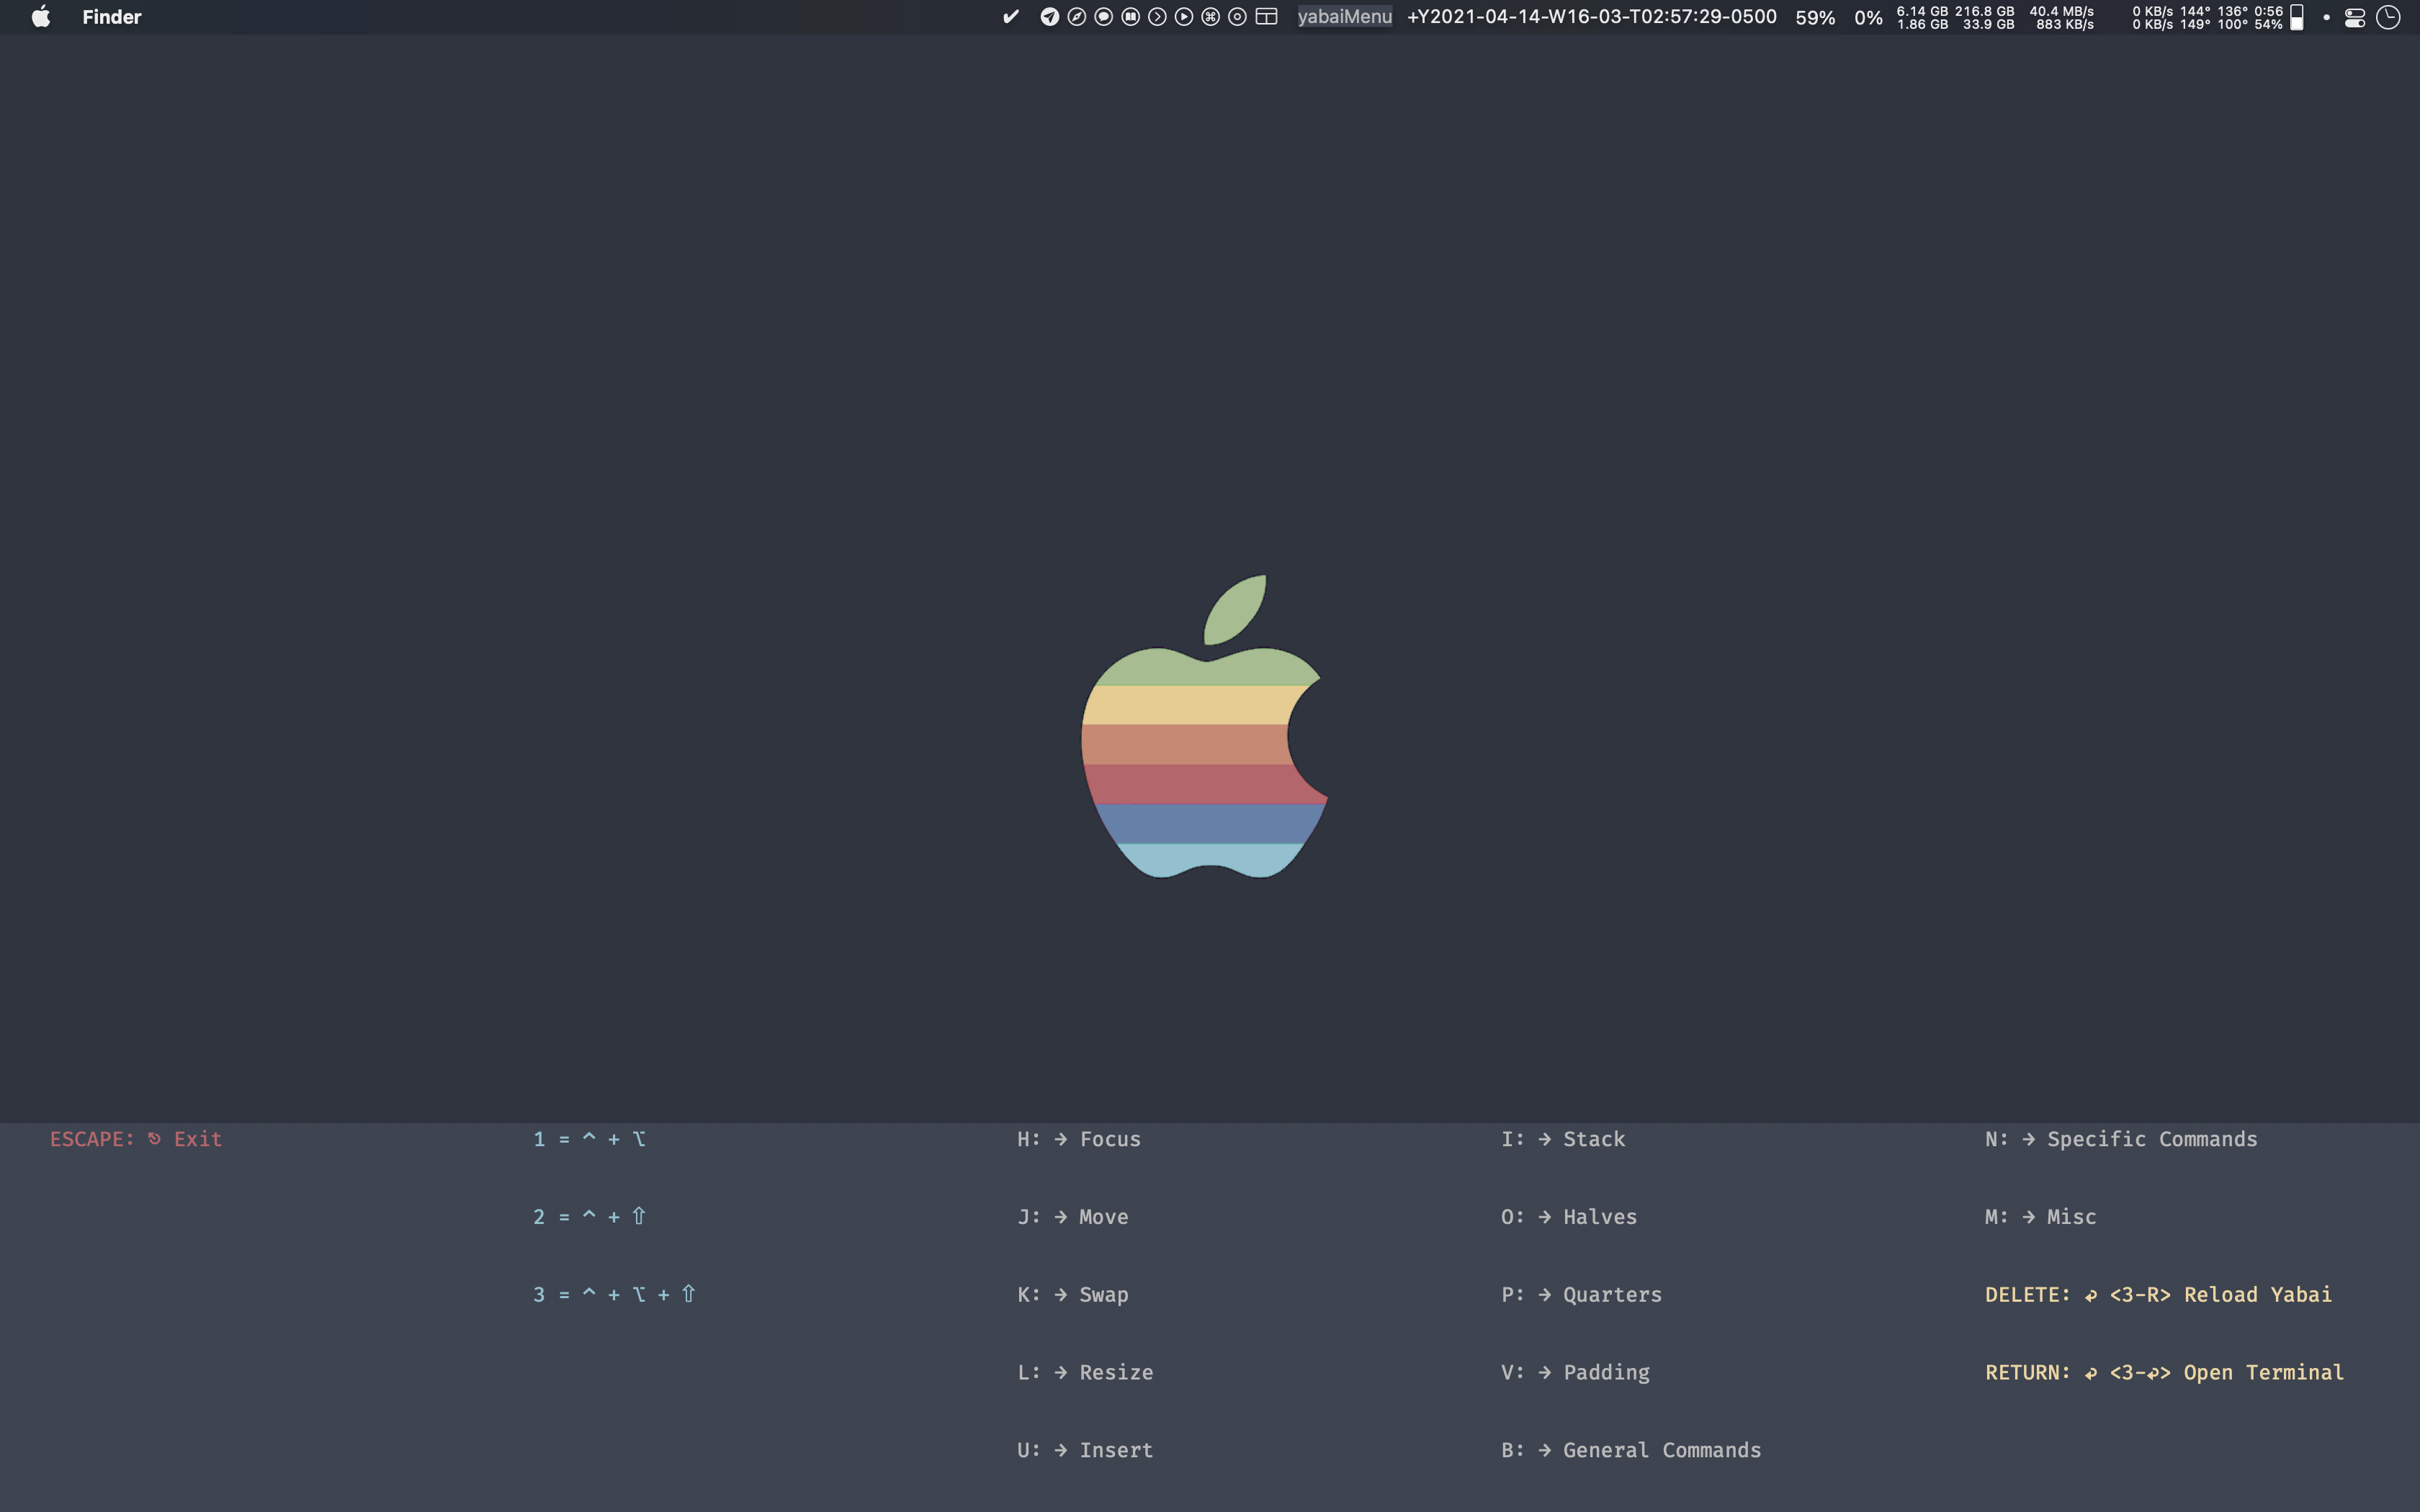 Finder yabaiMenu +Y2021-04-14-W16-03-T02:57:29-0500 59% 0% 6.14 GB 216.8 GB 40.4 MB/s 0 KB/s 144° 136° 0:56
1.86 GB 33.9 GB 883 KB/s 0 KB/s 149° 100° 54%
ESCAPE: ⎋ Exit
1 = ^ + ⌥
2 = ^ + ⇧
3 = ^ + ⌥ + ⇧
H: → Focus
J: → Move
K: → Swap
L: → Resize
U: → Insert
I: → Stack
O: → Halves
P: → Quarters
V: → Padding
B: → General Commands
N: → Specific Commands
M: → Misc
DELETE: ↩ <3-R> Reload Yabai
RETURN: ↩ <3-↩> Open Terminal